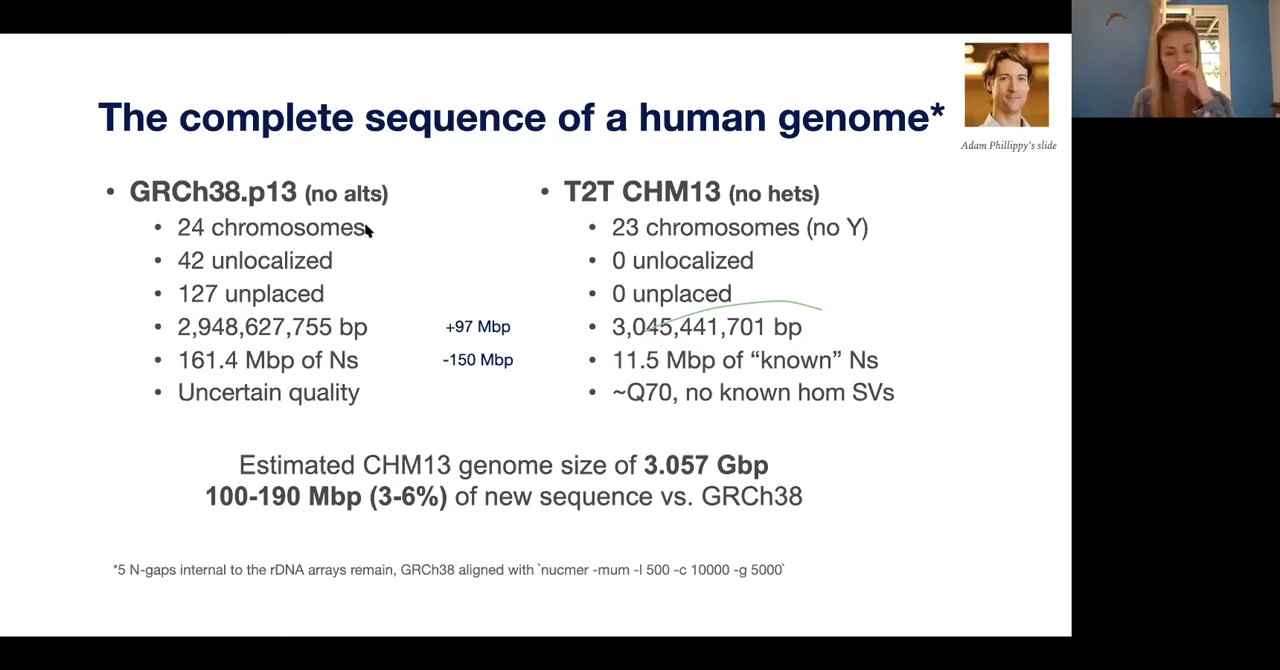 The complete sequence of a human genome*
Adam Phillippy's slide
• GRCh38.p13 (no alts)
• 24 chromosomes
• 42 unlocalized
• 127 unplaced
• 2,948,627,755 bp
• 161.4 Mbp of Ns
• Uncertain quality
+97 Mbp
-150 Mbp
• T2T CHM13 (no hets)
• 23 chromosomes (no Y)
• 0 unlocalized
• 0 unplaced
• 3,045,441,701 bp
• 11.5 Mbp of “known” Ns
• ~Q70, no known hom SVs
Estimated CHM13 genome size of 3.057 Gbp
100-190 Mbp (3-6%) of new sequence vs. GRCh38
*5 N-gaps internal to the rDNA arrays remain, GRCh38 aligned with `nucmer -mum -l 500 -c 10000 -g 5000`